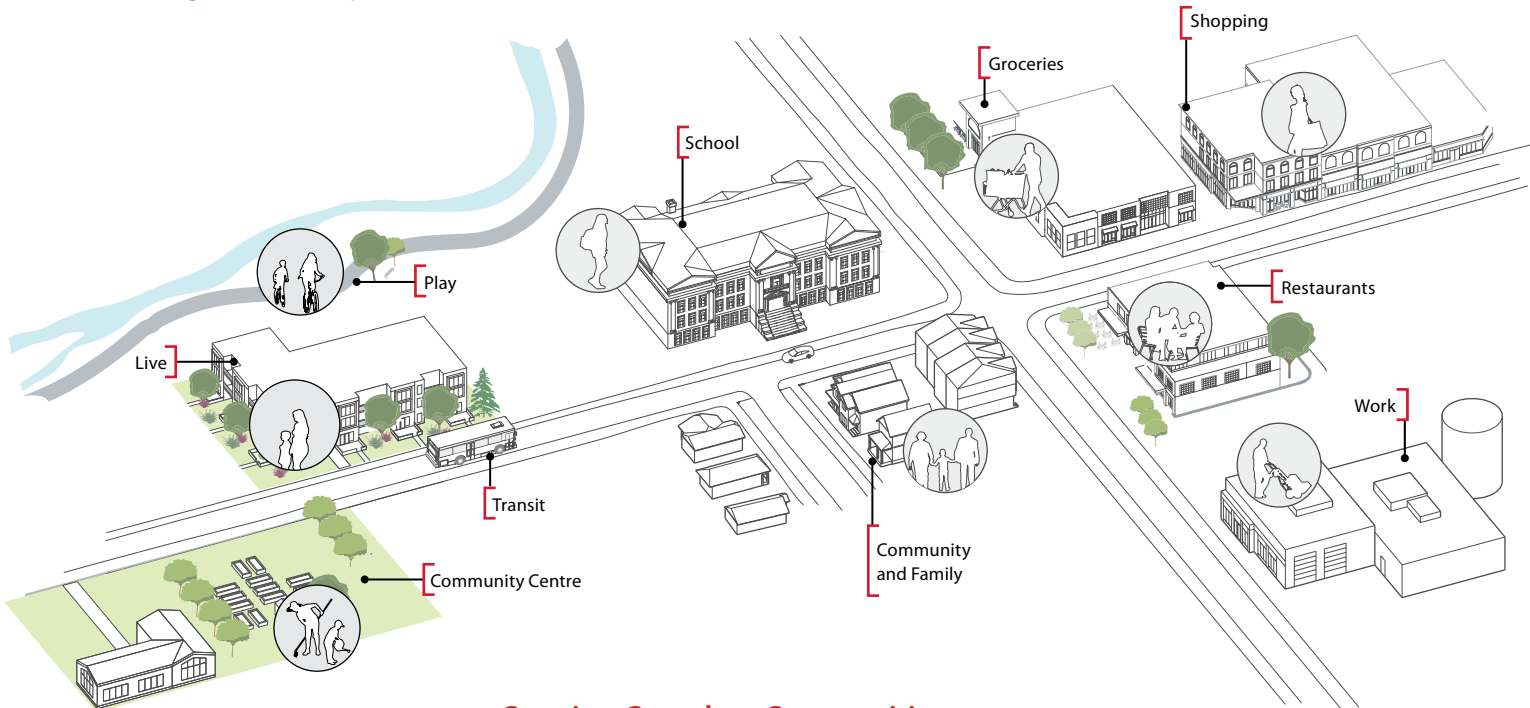 Shopping
Groceries
School
Play
Restaurants
Live
Work
Transit
Community
and Family
Community Centre